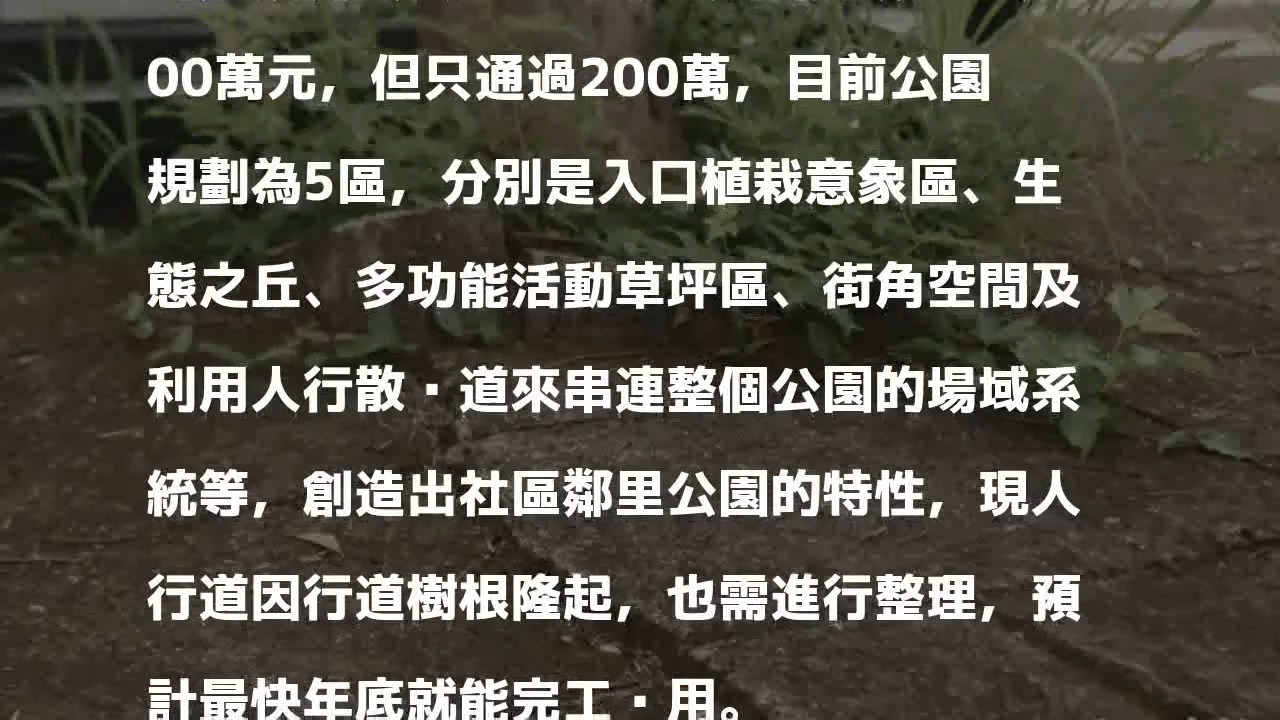 00萬元，但只通過200萬，目前公園
規劃為5區，分別是入口植栽意象區、生
態之丘、多功能活動草坪區、街角空間及
利用人行散▪道來串連整個公園的場域系
統等，創造出社區鄰里公園的特性，現人
行道因行道樹根隆起，也需進行整理，預
計最快年底就能完工▪用。